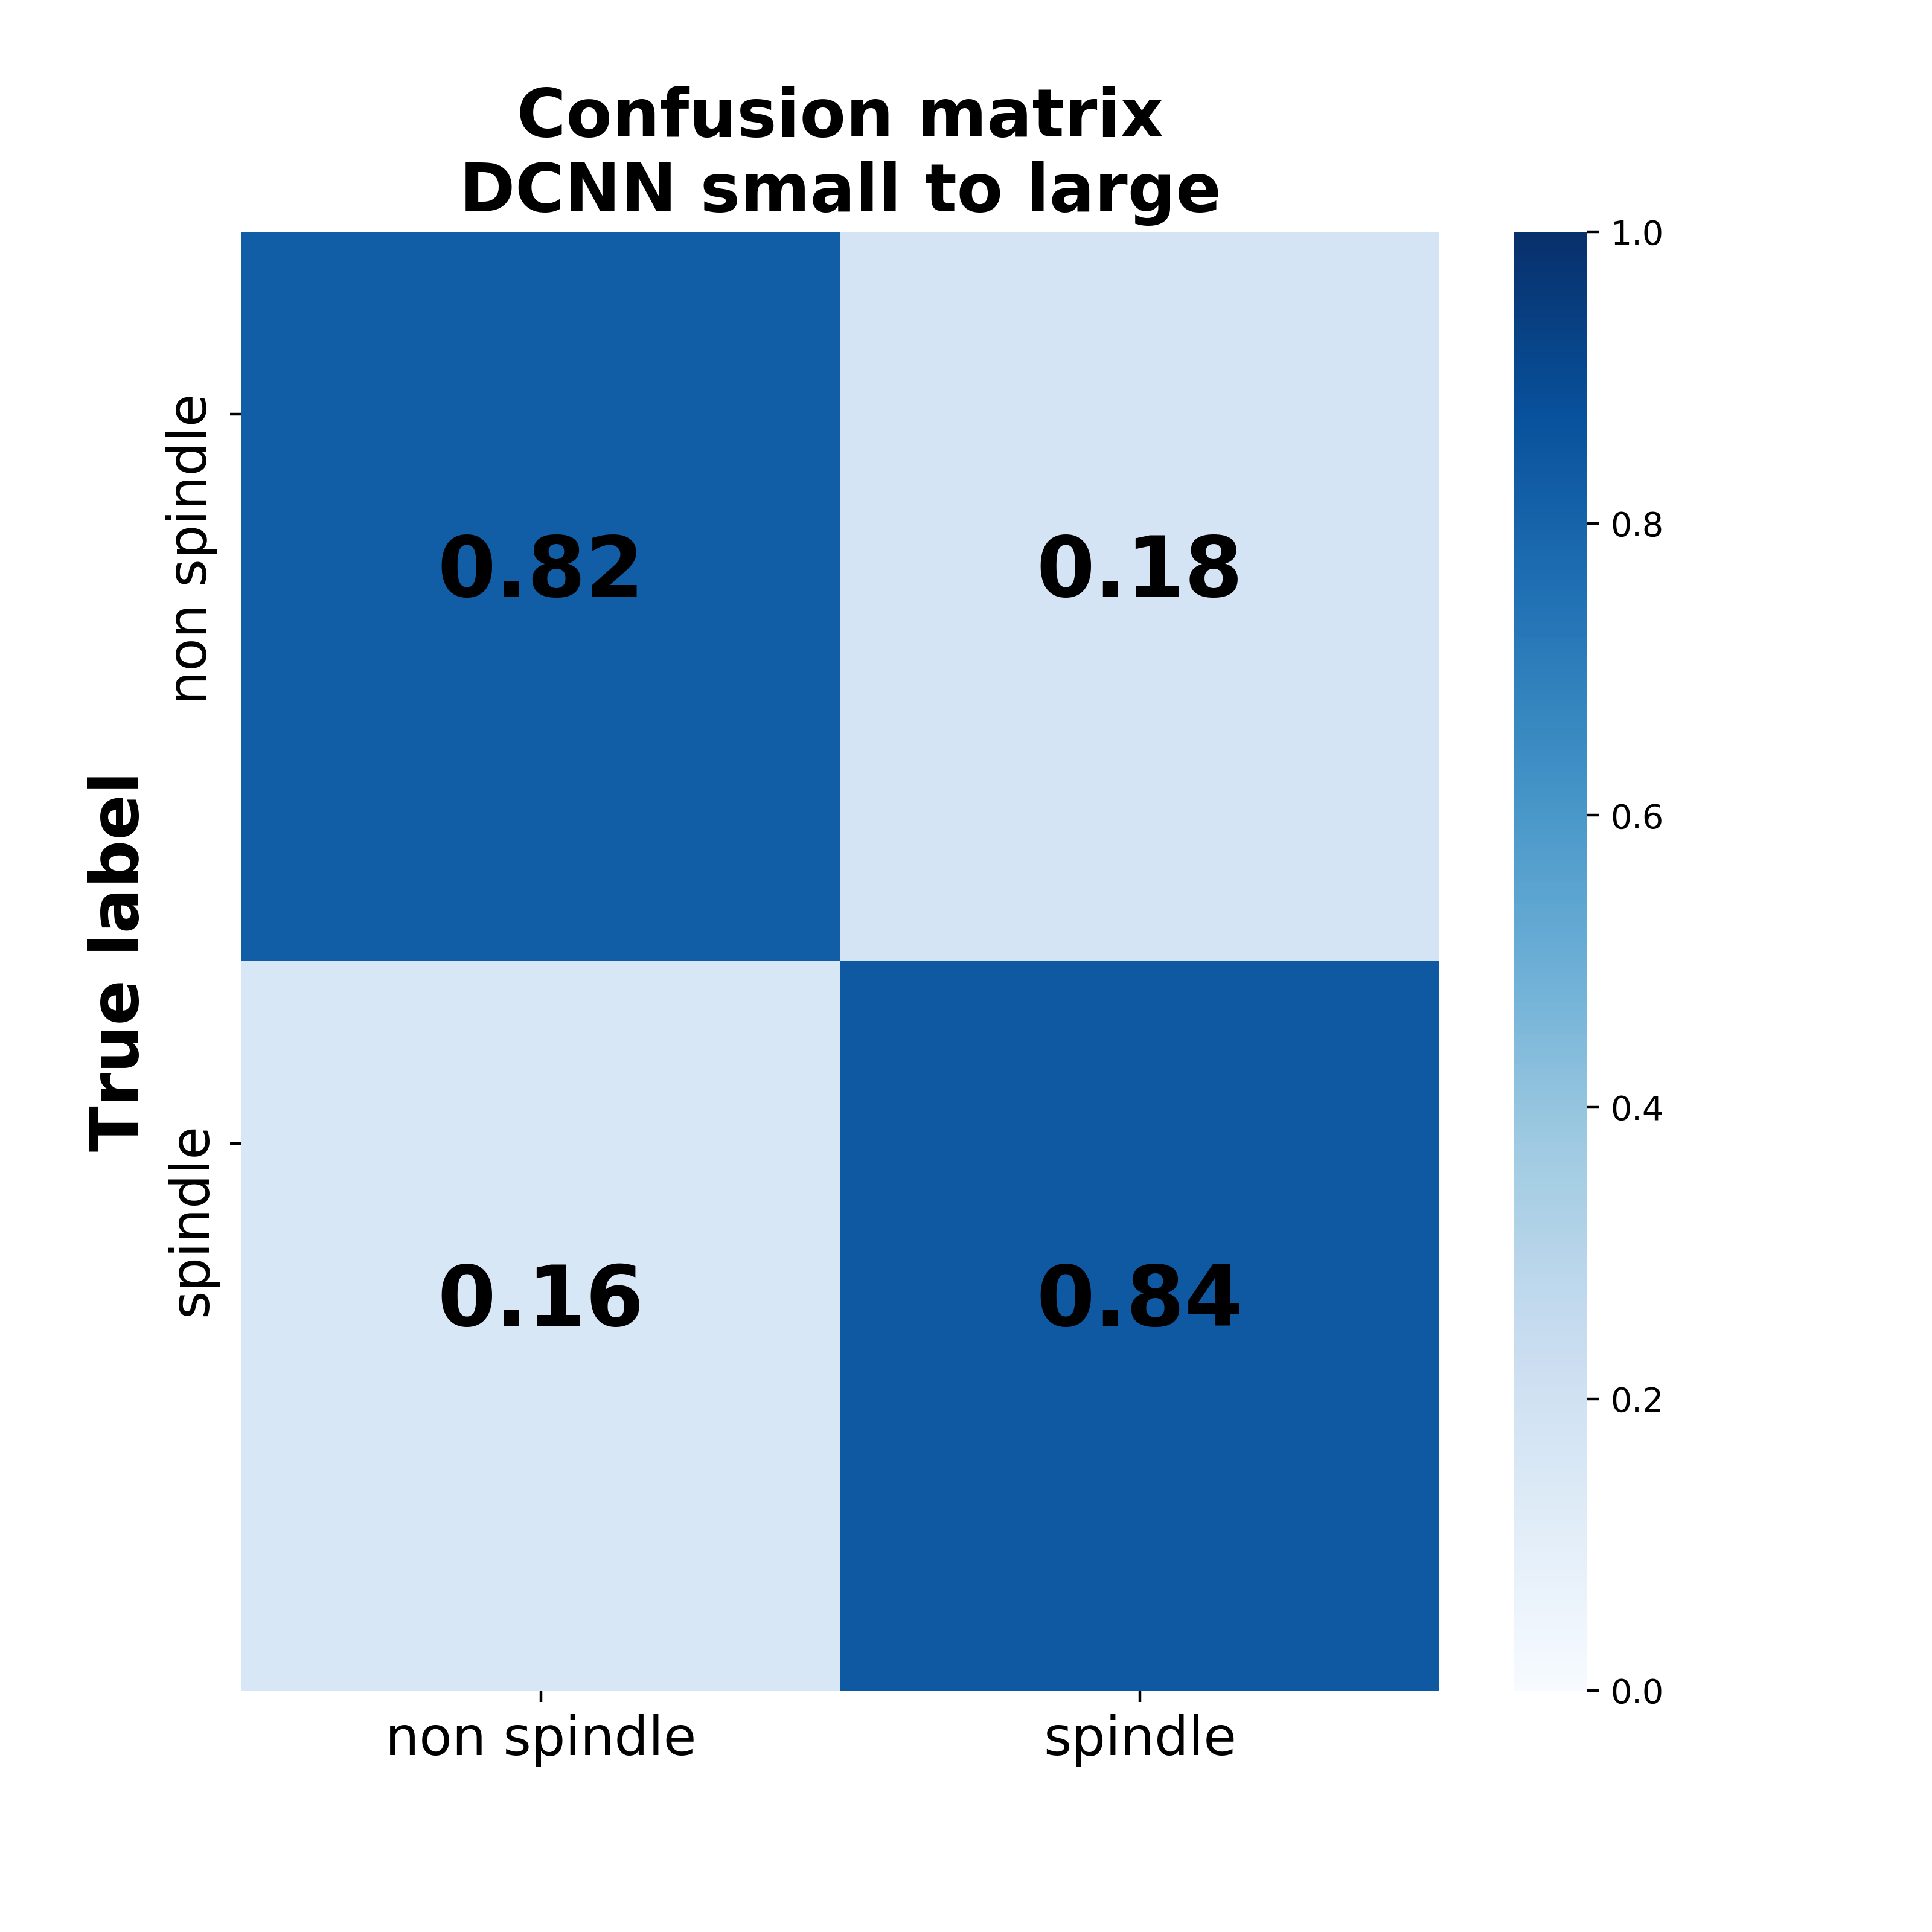 Confusion matrix
DCNN small to large
True label
non spindle
spindle
0.82
0.18
0.16
0.84
non spindle
spindle
1.0
0.8
0.6
0.4
0.2
0.0